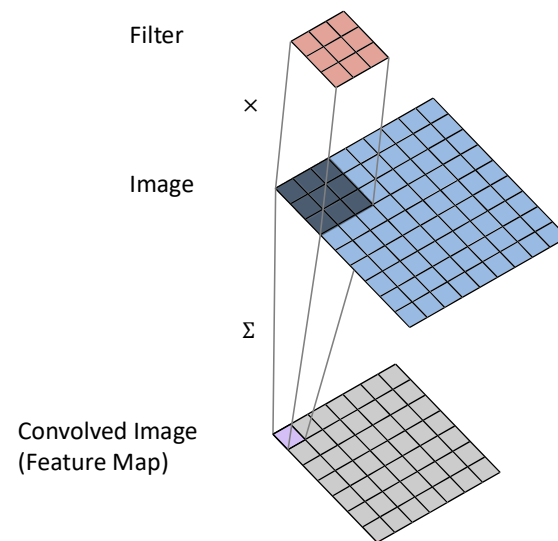 Filter
×
Image
Σ
Convolved Image
(Feature Map)